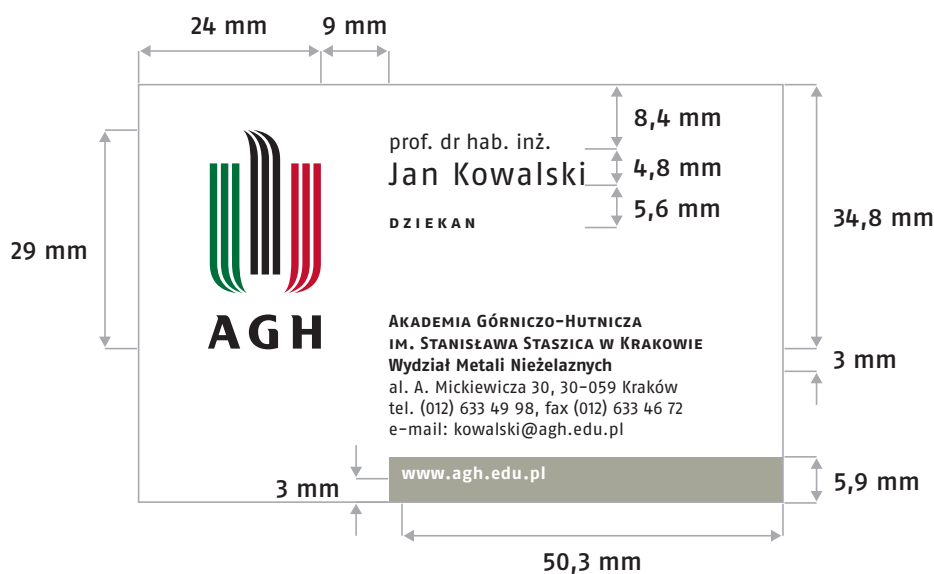 24 mm
9 mm
8,4 mm
prof. dr hab. inż.
Jan Kowalski
4,8 mm
5,6 mm
DZIEKAN
34,8 mm
29 mm
AGH
AKADEMIA GÓRNICZO-HUTNICZA
IM. STANISŁAWA STASZICA W KRAKOWIE
Wydział Metali Nieżelaznych
al. A. Mickiewicza 30, 30-059 Kraków
tel. (012) 633 49 98, fax (012) 633 46 72
e-mail: kowalski@agh.edu.pl
3 mm
www.agh.edu.pl
3 mm
5,9 mm
50,3 mm